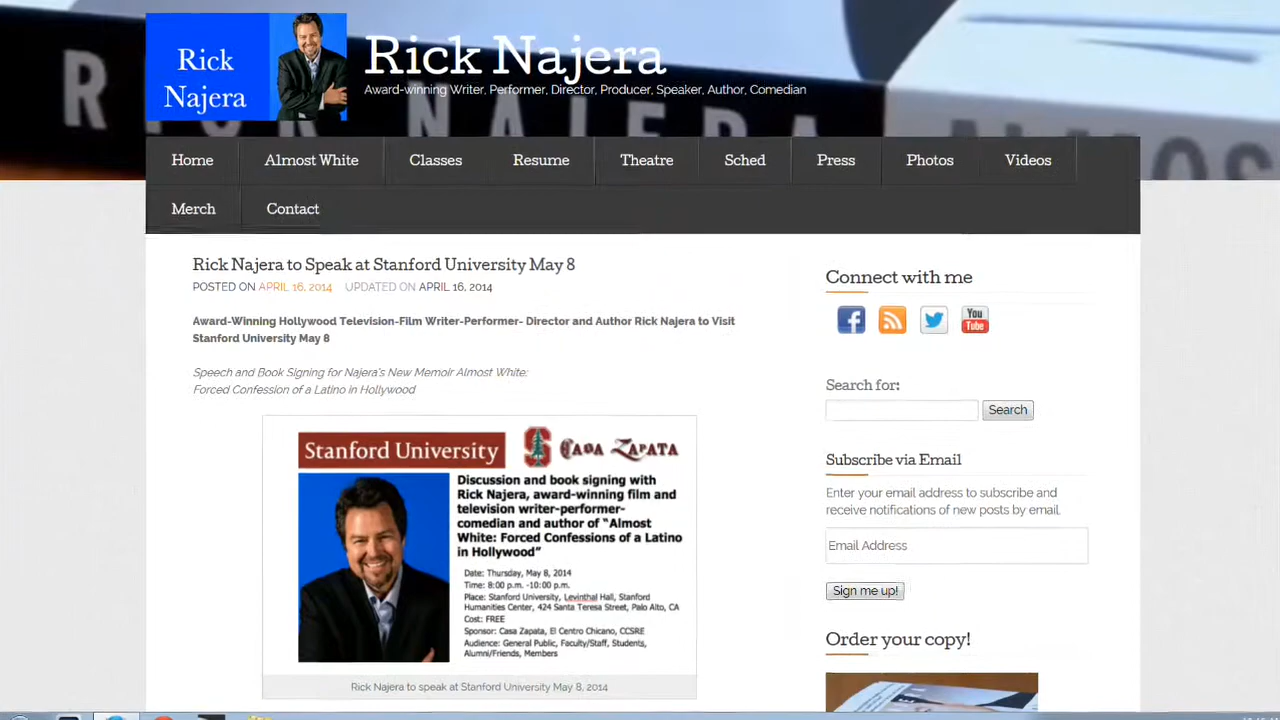 Rick
Najera
Rick Najera
Award-winning Writer, Performer, Director, Producer, Speaker, Author, Comedian
Home
Almost White
Classes
Resume
Theatre
Sched
Press
Photos
Videos
Merch
Contact
Rick Najera to Speak at Stanford University May 8
POSTED ON APRIL 16, 2014 UPDATED ON APRIL 16, 2014
Award-Winning Hollywood Television-Film Writer-Performer- Director and Author Rick Najera to Visit
Stanford University May 8
Speech and Book Signing for Najera's New Memoir Almost White:
Forced Confession of a Latino in Hollywood
Stanford University
CASA ZAPATA
Discussion and book signing with
Rick Najera, award-winning film and
television writer-performer-
comedian and author of "Almost
White: Forced Confessions of a Latino
in Hollywood"
Date: Thursday, May 8, 2014
Time: 8:00 p.m. -10:00 p.m.
Place: Stanford University, Levinthal Hall, Stanford
Humanities Center, 424 Santa Teresa Street, Palo Alto, CA
Cost: FREE
Sponsor: Casa Zapata, El Centro Chicano, CCSRE
Audience: General Public, Faculty/Staff, Students,
Alumni/Friends, Members
Rick Najera to speak at Stanford University May 8, 2014
Connect with me
You
Tube
Search for:
Search
Subscribe via Email
Enter your email address to subscribe and
receive notifications of new posts by email.
Email Address
Sign me up!
Order your copy!